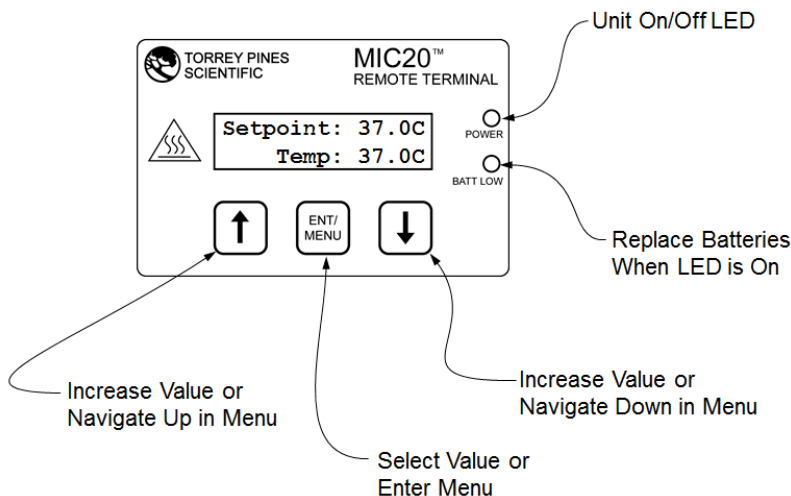 Unit On/Off LED
TORREY PINES
SCIENTIFIC
MIC20™
REMOTE TERMINAL
Setpoint: 37.0C
Temp: 37.0C
POWER
BATT LOW
ENT/
MENU
Replace Batteries
When LED is On
Increase Value or
Navigate Up in Menu
Increase Value or
Navigate Down in Menu
Select Value or
Enter Menu